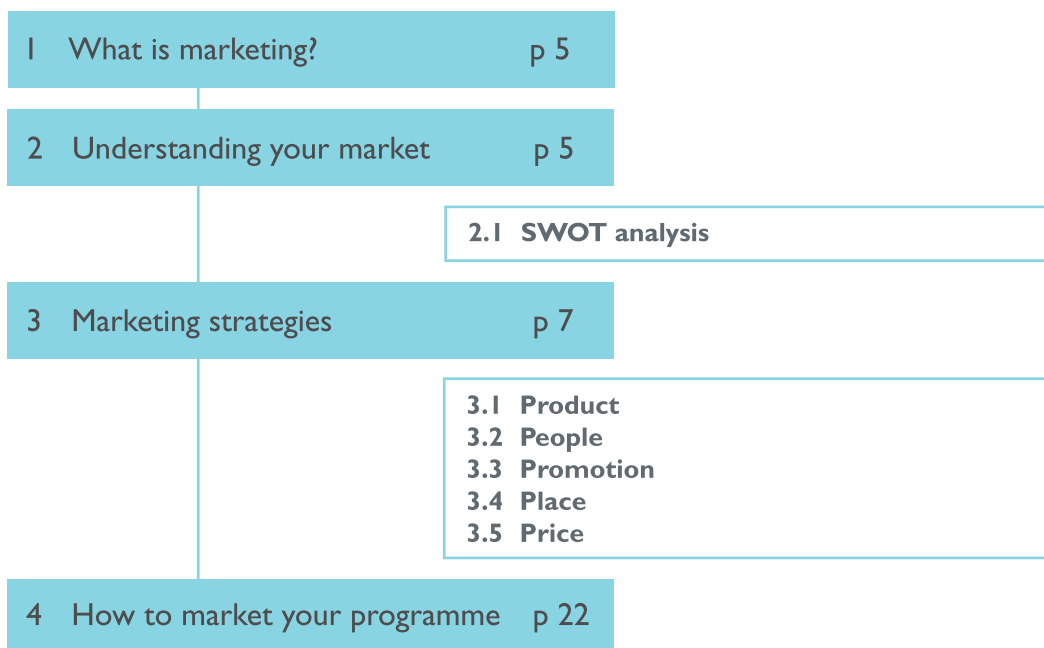 1 What is marketing? p 5
2 Understanding your market p 5
2.1 SWOT analysis
3 Marketing strategies p 7
3.1 Product
3.2 People
3.3 Promotion
3.4 Place
3.5 Price
4 How to market your programme p 22